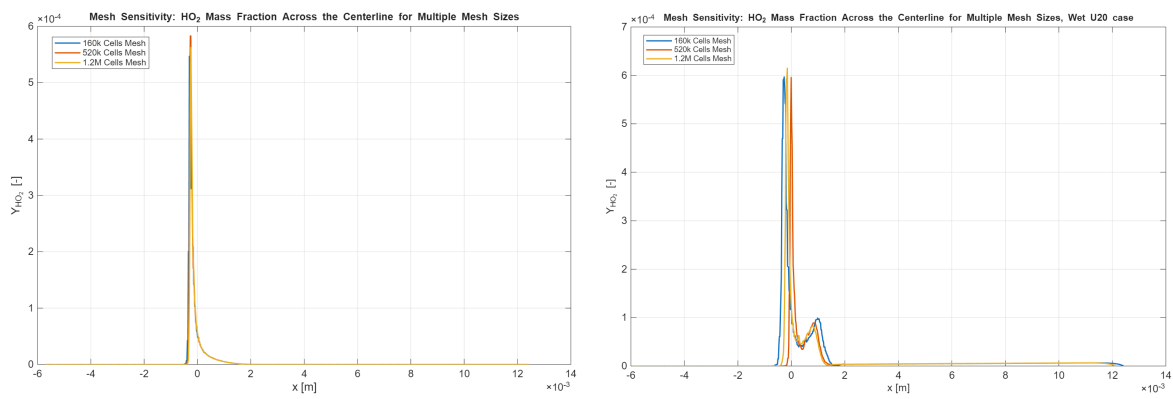 Mesh Sensitivity: HO2 Mass Fraction Across the Centerline for Multiple Mesh Sizes
×10-4
6
5
4
3
2
1
0
YHO2 [-]
160k Cells Mesh
520k Cells Mesh
1.2M Cells Mesh
-6 -4 -2 0 2 4 6 8 10 12 14
x [m]
×10-3
Mesh Sensitivity: HO2 Mass Fraction Across the Centerline for Multiple Mesh Sizes, Wet U20 case
×10-4
7
6
5
4
3
2
1
0
YHO2 [-]
160k Cells Mesh
520k Cells Mesh
1.2M Cells Mesh
-6 -4 -2 0 2 4 6 8 10 12 14
x [m]
×10-3